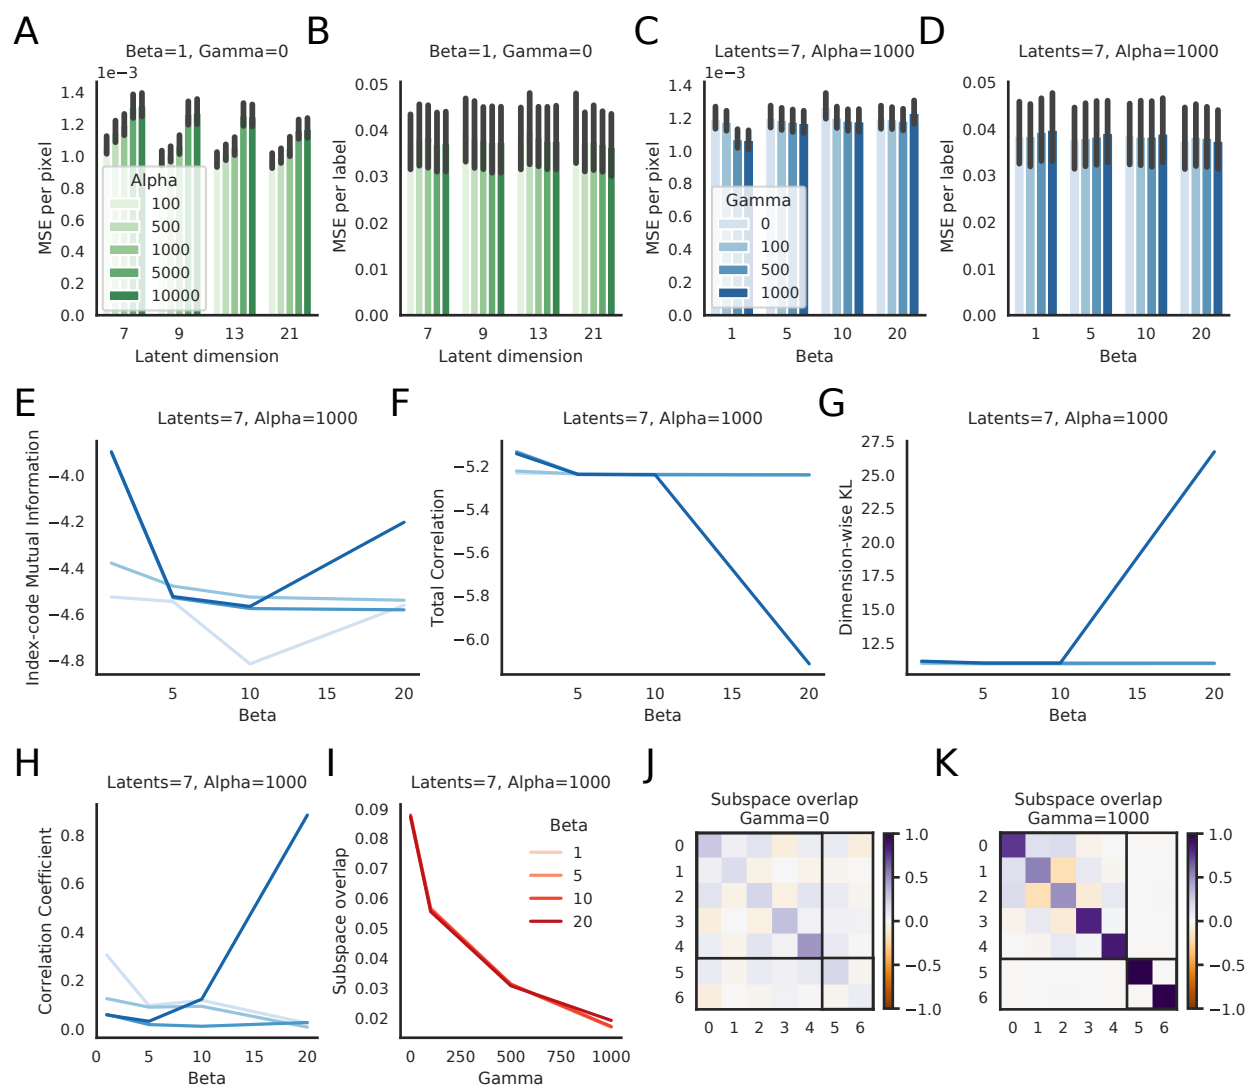 A
Beta=1, Gamma=0
1e−3
MSE per pixel
1.4
1.2
1.0
0.8
0.6
0.4
0.2
0.0
Alpha
100
500
1000
5000
10000
7 9 13 21
Latent dimension
B
Beta=1, Gamma=0
MSE per label
0.05
0.04
0.03
0.02
0.01
0.00
7 9 13 21
Latent dimension
C
Latents=7, Alpha=1000
1e−3
MSE per pixel
1.4
1.2
1.0
0.8
0.6
0.4
0.2
0.0
Gamma
0
100
500
1000
1 5 10 20
Beta
D
Latents=7, Alpha=1000
MSE per label
0.05
0.04
0.03
0.02
0.01
0.00
1 5 10 20
Beta
E
Latents=7, Alpha=1000
Index-code Mutual Information
−4.0
−4.2
−4.4
−4.6
−4.8
5 10 15 20
Beta
F
Latents=7, Alpha=1000
Total Correlation
−5.2
−5.4
−5.6
−5.8
−6.0
5 10 15 20
Beta
G
Latents=7, Alpha=1000
Dimension-wise KL
27.5
25.0
22.5
20.0
17.5
15.0
12.5
5 10 15 20
Beta
H
Latents=7, Alpha=1000
Correlation Coefficient
0.8
0.6
0.4
0.2
0.0
0 5 10 15 20
Beta
I
Latents=7, Alpha=1000
Subspace overlap
0.09
0.08
0.07
0.06
0.05
0.04
0.03
0.02
Beta
1
5
10
20
0 250 500 750 1000
Gamma
J
Subspace overlap
Gamma=0
0
1
2
3
4
5
6
0 1 2 3 4 5 6
1.0
0.5
0.0
−0.5
−1.0
K
Subspace overlap
Gamma=1000
0
1
2
3
4
5
6
0 1 2 3 4 5 6
1.0
0.5
0.0
−0.5
−1.0